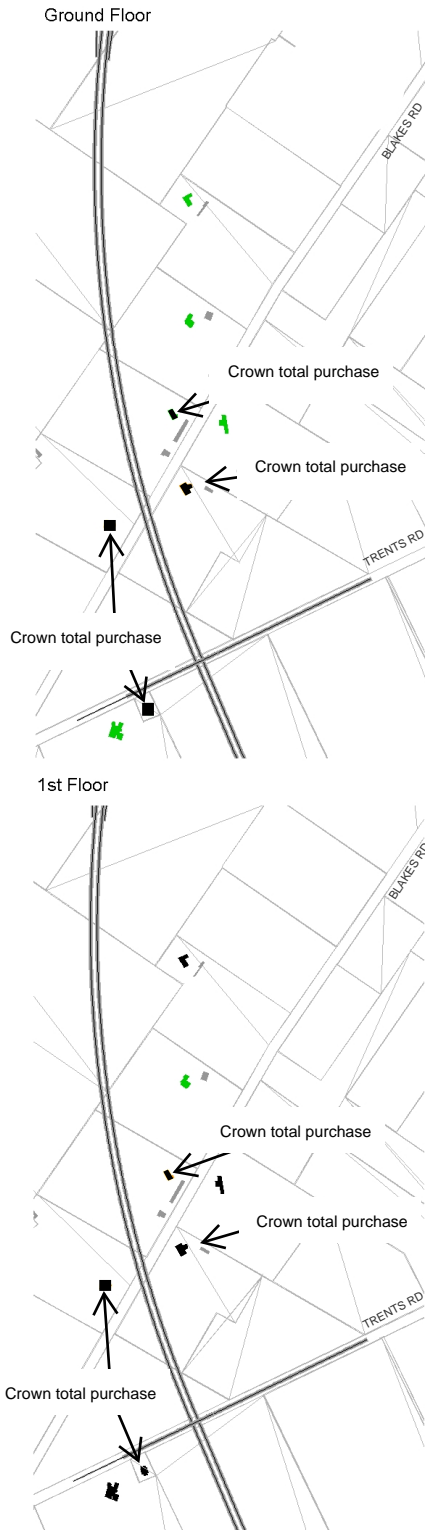 Ground Floor
BLAKES RD
Crown total purchase
Crown total purchase
TRENTS RD
Crown total purchase
1st Floor
BLAKES RD
Crown total purchase
Crown total purchase
TRENTS RD
Crown total purchase